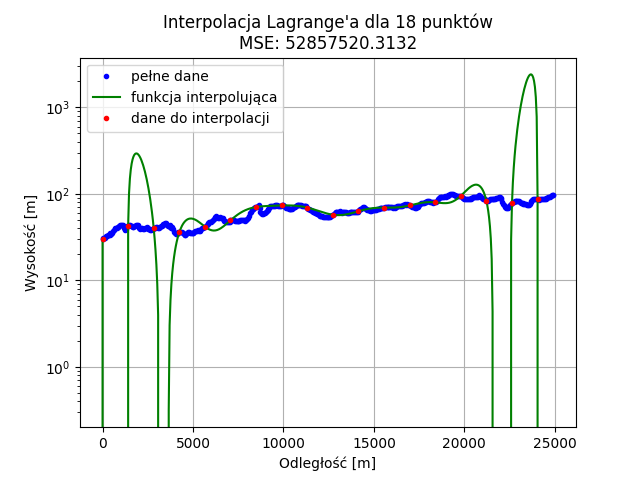 Interpolacja Lagrange'a dla 18 punktów
MSE: 52857520.3132
pełne dane
funkcja interpolująca
dane do interpolacji
Wysokość [m]
10³
10²
10¹
10⁰
0 5000 10000 15000 20000 25000
Odległość [m]